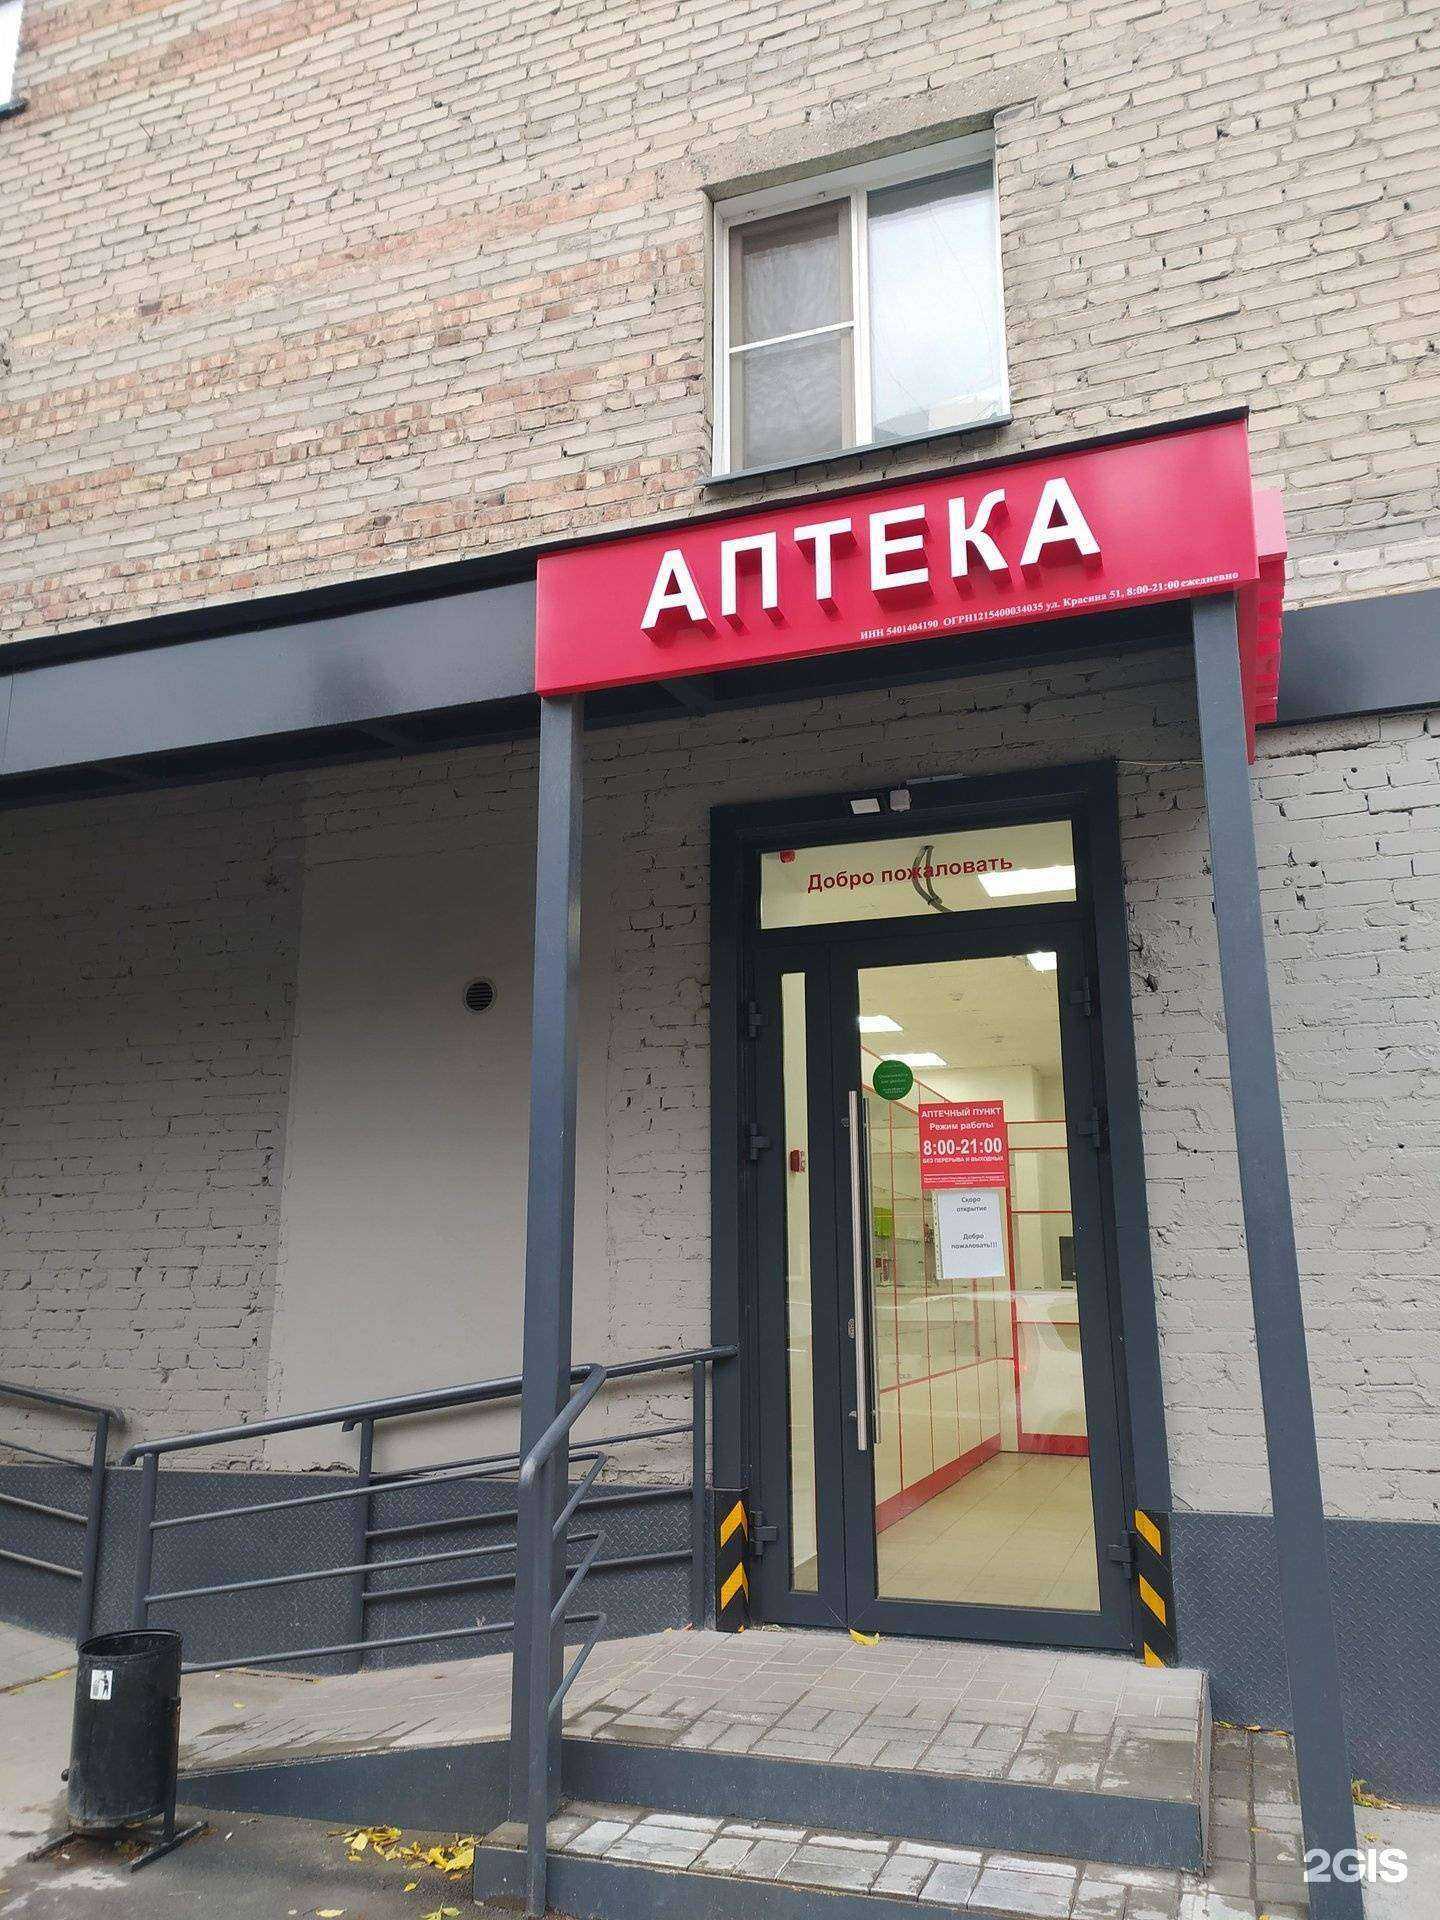 АПТЕКА
ИНН 5401404190 ОГРН1215400034035 ул. Красина 51, 8:00-21:00 ежедневно
Добро пожаловать
АПТЕЧНЫЙ ПУНКТ
Режим работы
8:00-21:00
БЕЗ ПЕРЕРЫВА И ВЫХОДНЫХ
Скоро
открытие
Добро
пожаловать!!!
2GIS